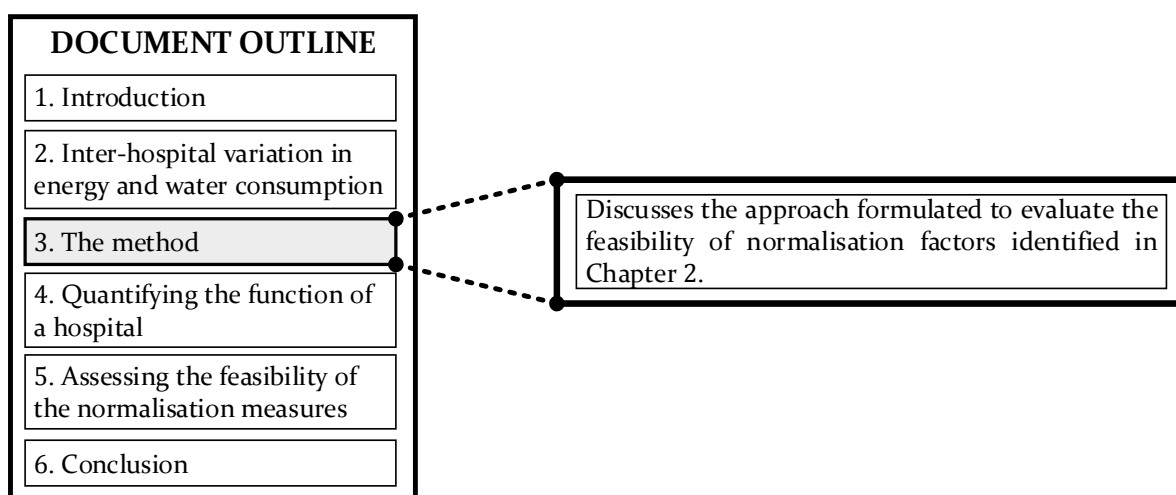 DOCUMENT OUTLINE
1. Introduction
2. Inter-hospital variation in
energy and water consumption
3. The method
4. Quantifying the function of
a hospital
5. Assessing the feasibility of
the normalisation measures
6. Conclusion
Discusses the approach formulated to evaluate the
feasibility of normalisation factors identified in
Chapter 2.